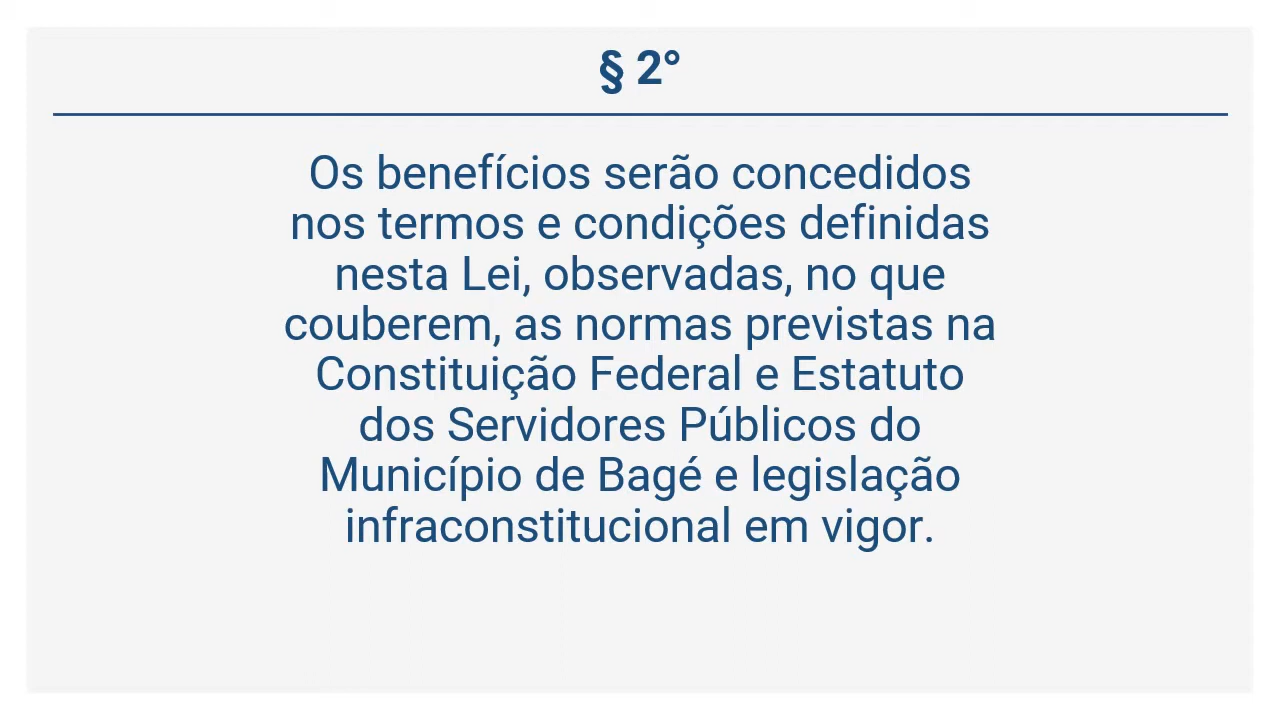 § 2°
Os benefícios serão concedidos
nos termos e condições definidas
nesta Lei, observadas, no que
couberem, as normas previstas na
Constituição Federal e Estatuto
dos Servidores Públicos do
Município de Bagé e legislação
infraconstitucional em vigor.